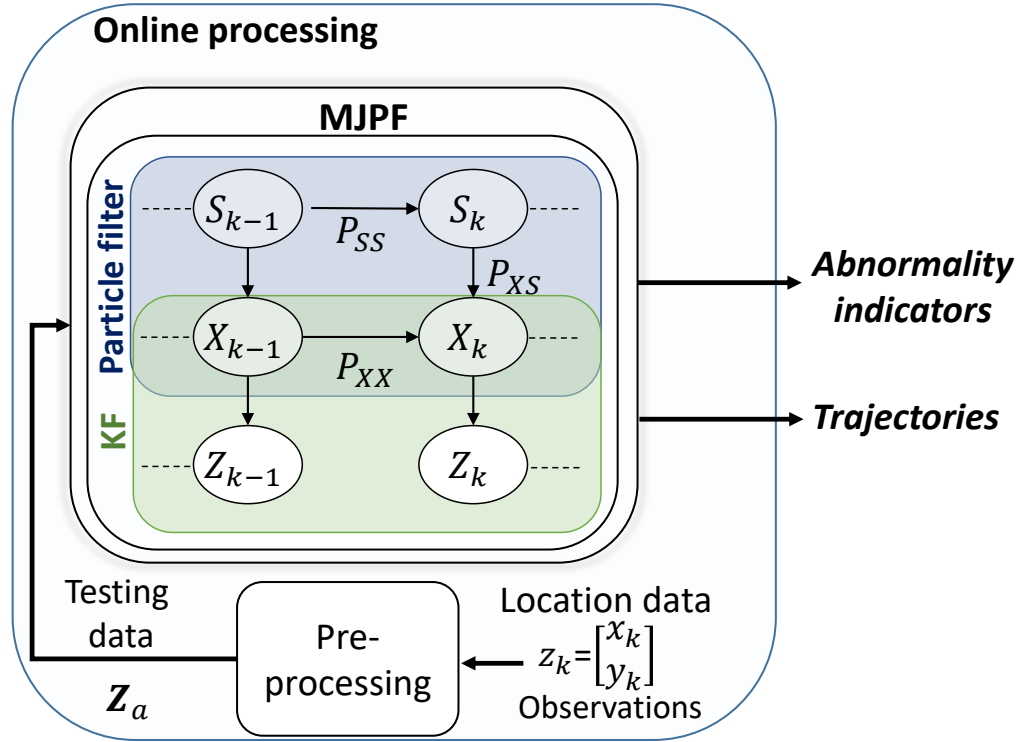 Online processing
MJPF
Particle filter
KF
S_{k−1}
S_k
P_{SS}
P_{XS}
X_{k−1}
X_k
P_{XX}
Z_{k−1}
Z_k
Abnormality
indicators
Trajectories
Testing
data
Z_a
Pre-
processing
Location data
z_k=[x_k
y_k]
Observations